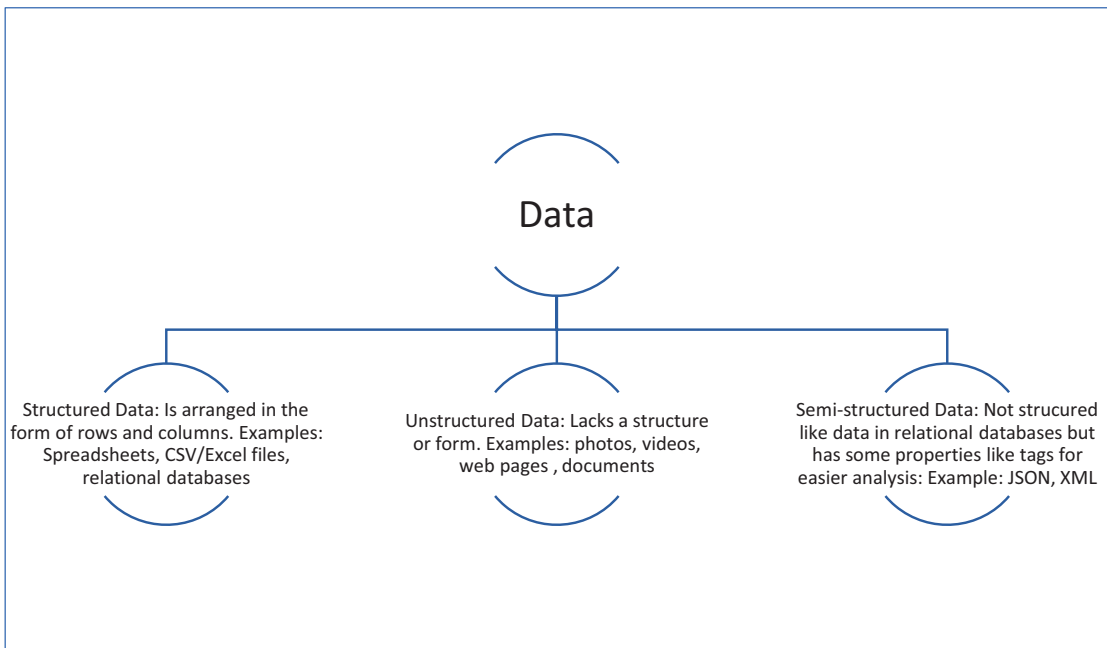 Data
Structured Data: Is arranged in the
form of rows and columns. Examples:
Spreadsheets, CSV/Excel files,
relational databases
Unstructured Data: Lacks a structure
or form. Examples: photos, videos,
web pages , documents
Semi-structured Data: Not strucured
like data in relational databases but
has some properties like tags for
easier analysis: Example: JSON, XML